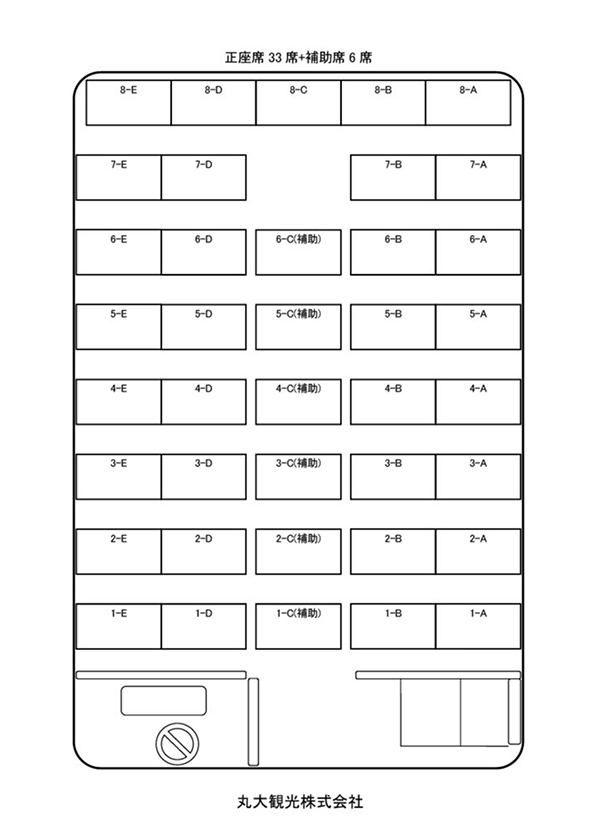 正座席 33 席+補助席 6 席
8-E 8-D 8-C 8-B 8-A
7-E 7-D 7-B 7-A
6-E 6-D 6-C(補助) 6-B 6-A
5-E 5-D 5-C(補助) 5-B 5-A
4-E 4-D 4-C(補助) 4-B 4-A
3-E 3-D 3-C(補助) 3-B 3-A
2-E 2-D 2-C(補助) 2-B 2-A
1-E 1-D 1-C(補助) 1-B 1-A
丸大観光株式会社